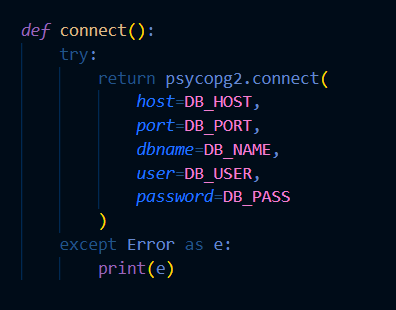 def connect():
    try:
        return psycopg2.connect(
            host=DB_HOST,
            port=DB_PORT,
            dbname=DB_NAME,
            user=DB_USER,
            password=DB_PASS
        )
    except Error as e:
        print(e)